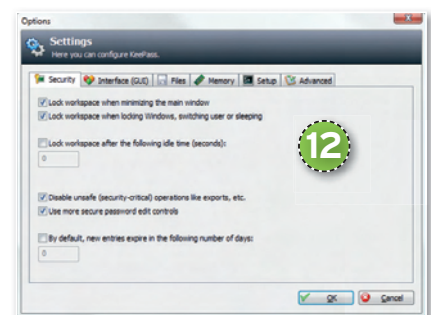 Options
Settings
Here you can configure KeePass.
Security Interface (GUI) Files Memory Setup Advanced
Lock workspace when minimizing the main window
Lock workspace when locking Windows, switching user or sleeping
Lock workspace after the following idle time (seconds):
0
12
Disable unsafe (security-critical) operations like exports, etc.
Use more secure password edit controls
By default, new entries expire in the following number of days:
0
OK Cancel